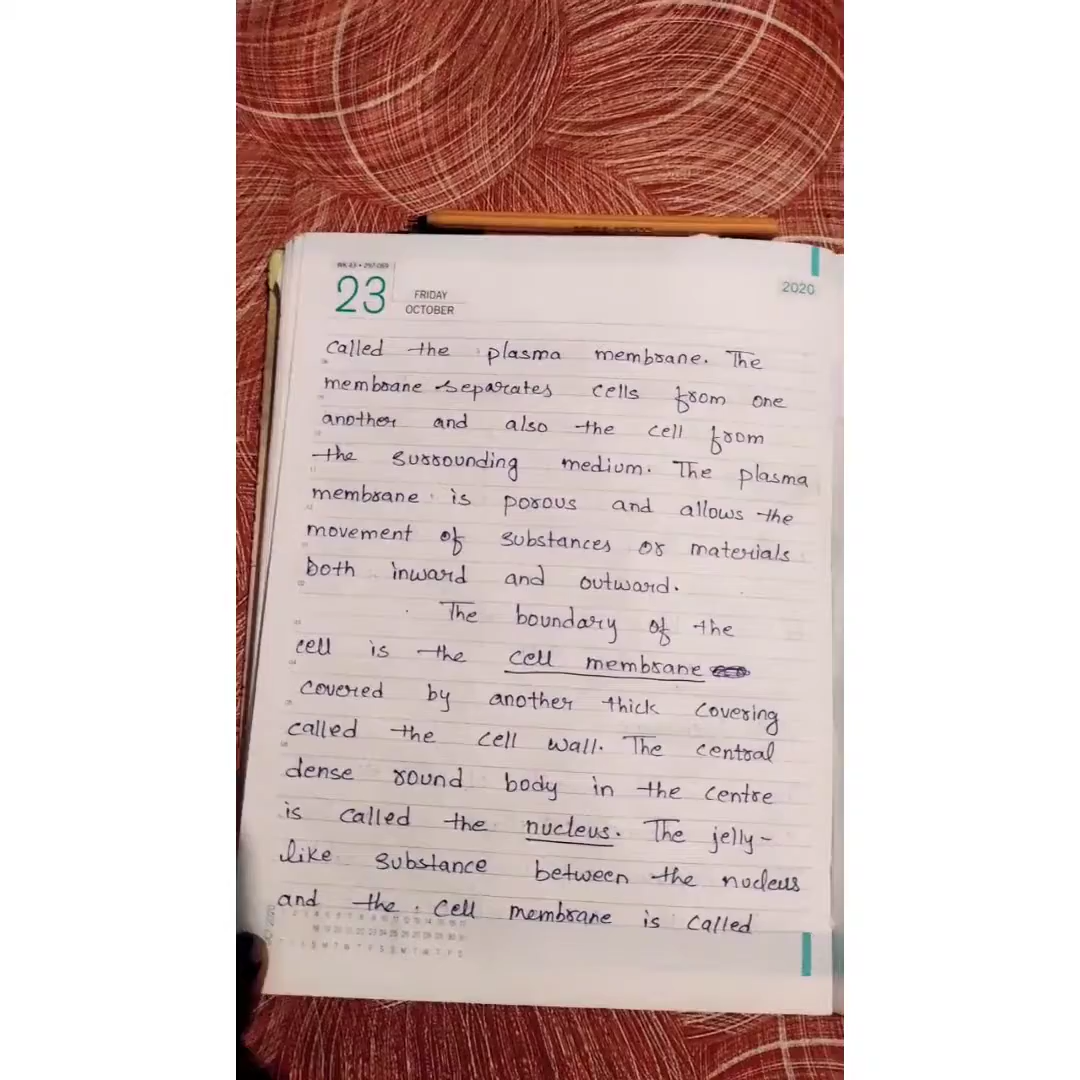 23
FRIDAY
OCTOBER
2020
called the plasma membrane. The
membrane separates cells from one
another and also the cell from
the surrounding medium. The plasma
membrane is porous and allows the
movement of substances or materials
both inward and outward.
The boundary of the
cell is the cell membrane
covered by another thick covering
called the cell wall. The central
dense round body in the centre
is called the nucleus. The jelly-
like substance between the nucleus
and the cell membrane is called